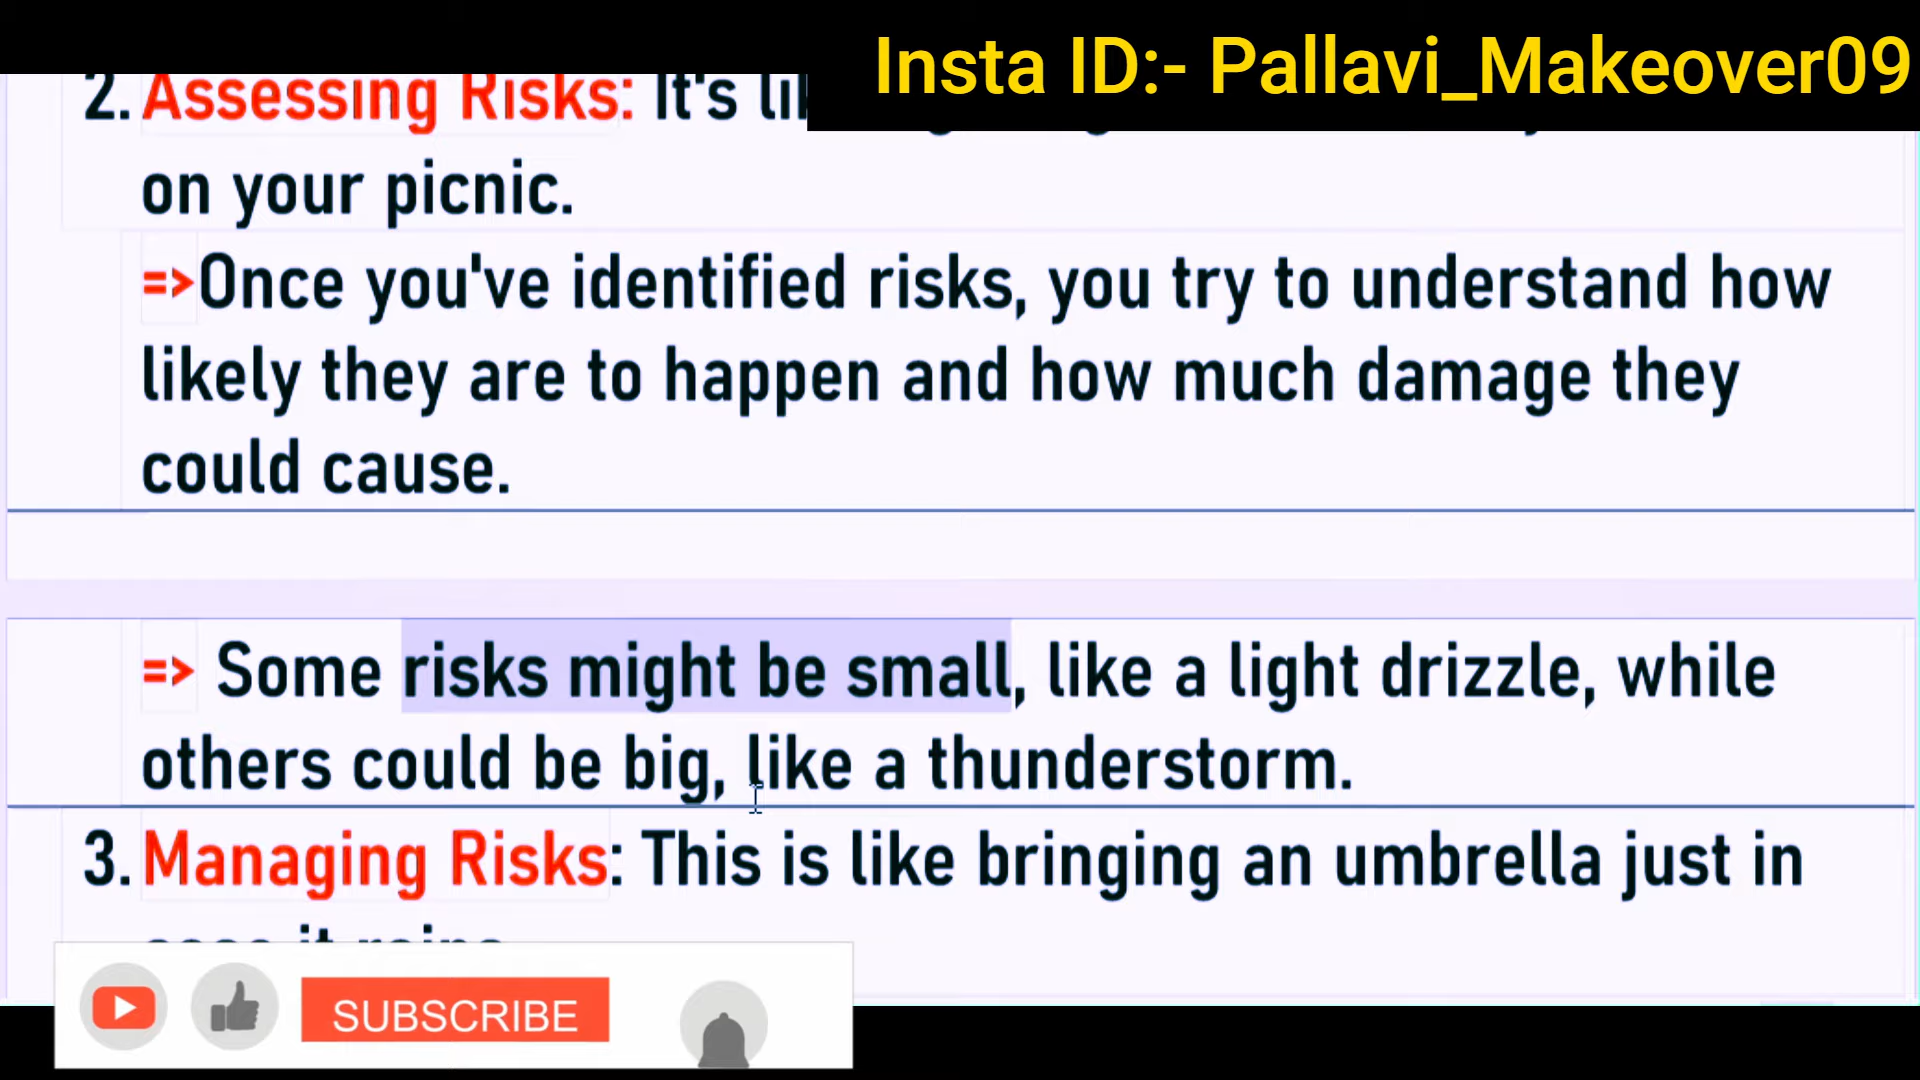 Insta ID:- Pallavi_Makeover09
2. Assessing Risks: It's
on your picnic.
=>Once you've identified risks, you try to understand how
likely they are to happen and how much damage they
could cause.
=> Some risks might be small, like a light drizzle, while
others could be big, like a thunderstorm.
3. Managing Risks: This is like bringing an umbrella just in
case it rains
SUBSCRIBE